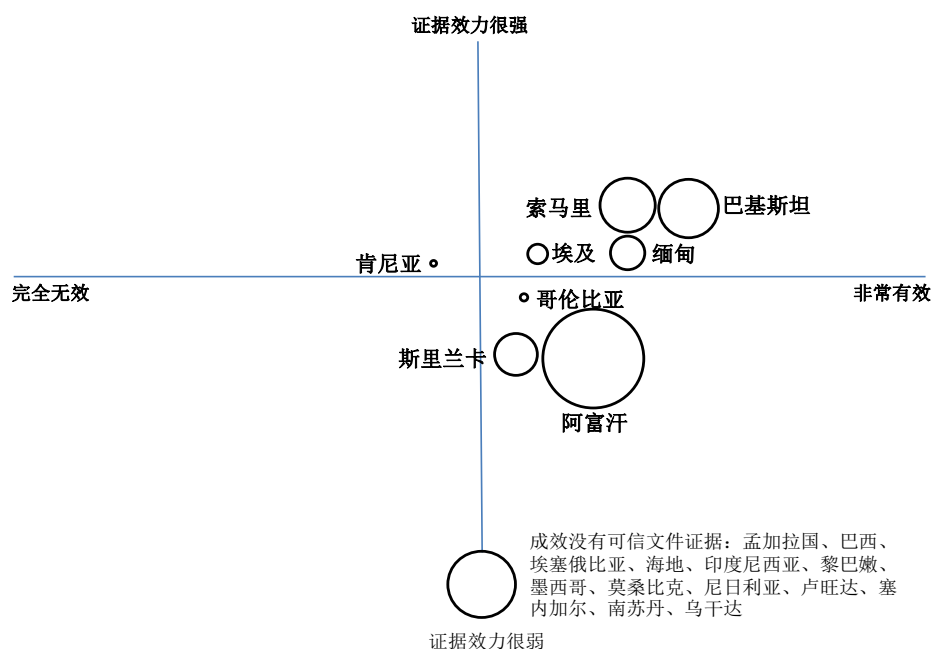 证据效力很强
索马里
巴基斯坦
肯尼亚
埃及
缅甸
完全无效
非常有效
哥伦比亚
斯里兰卡
阿富汗
成效没有可信文件证据：孟加拉国、巴西、
埃塞俄比亚、海地、印度尼西亚、黎巴嫩、
墨西哥、莫桑比克、尼日利亚、卢旺达、塞
内加尔、南苏丹、乌干达
证据效力很弱